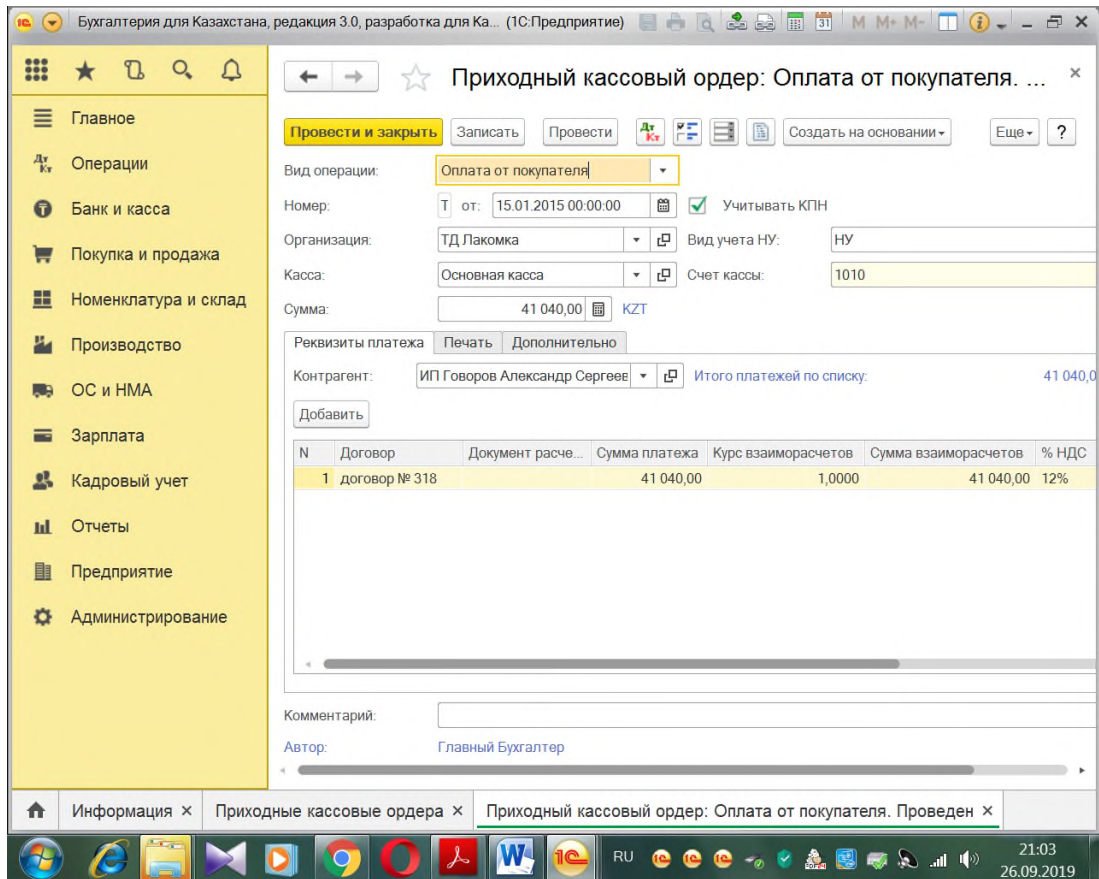 Бухгалтерия для Казахстана, редакция 3.0, разработка для Ка... (1С:Предприятие) 31 M M+ M-
Приходный кассовый ордер: Оплата от покупателя. ...
Главное
Операции
Банк и касса
Покупка и продажа
Номенклатура и склад
Производство
ОС и НМА
Зарплата
Кадровый учет
Отчеты
Предприятие
Администрирование
Провести и закрыть Записать Провести Дт Кт Создать на основании Еще ?
Вид операции: Оплата от покупателя
Номер: Т от: 15.01.2015 00:00:00 Учитывать КПН
Организация: ТД Лакомка Вид учета НУ: НУ
Касса: Основная касса Счет кассы: 1010
Сумма: 41 040,00 KZT
Реквизиты платежа Печать Дополнительно
Контрагент: ИП Говоров Александр Сергеев Итого платежей по списку: 41 040,0
Добавить
N Договор Документ расче... Сумма платежа Курс взаиморасчетов Сумма взаиморасчетов % НДС
1 договор № 318 41 040,00 1,0000 41 040,00 12%
Комментарий:
Автор: Главный Бухгалтер
Информация × Приходные кассовые ордера × Приходный кассовый ордер: Оплата от покупателя. Проведен ×
RU 21:03
26.09.2019